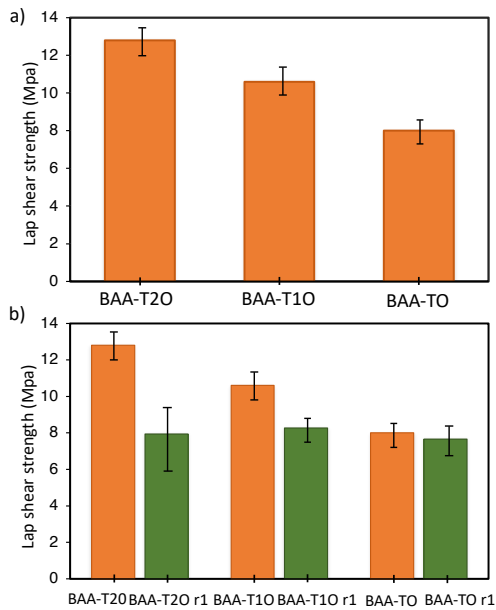 a)
Lap shear strength (Mpa)
14
12
10
8
6
4
2
0
BAA-T2O BAA-T1O BAA-TO
b)
Lap shear strength (Mpa)
14
12
10
8
6
4
2
0
BAA-T20 BAA-T2O r1 BAA-T1O BAA-T1O r1 BAA-TO BAA-TO r1